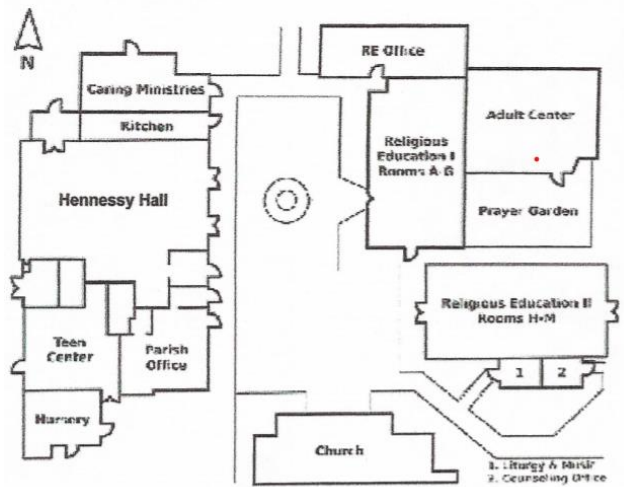 N
RE Office
Caring Ministries
Kitchen
Adult Center
Religious
Education I
Rooms A-G
Hennessy Hall
Prayer Garden
Religious Education II
Rooms H-M
Teen
Center
Parish
Office
1
2
Nursery
Church
1. Liturgy & Music
2. Counseling Office